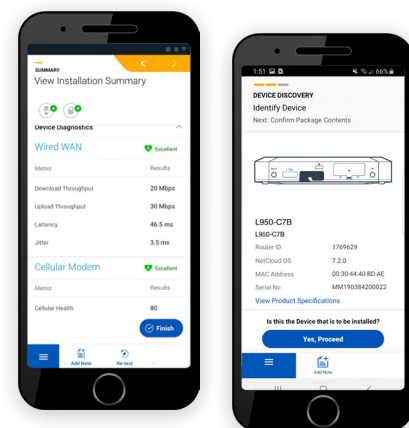 SUMMARY
View Installation Summary
Device Diagnostics
Wired WAN
Excellent
Metric Results
Download Throughput 20 Mbps
Upload Throughput 30 Mbps
Lattency 46.5 ms
Jitter 3.5 ms
Cellular Modem
Excellent
Metric Results
Cellular Health 80
Finish
Add Note Re-test
1:51 66%
DEVICE DISCOVERY
Identify Device
Next: Confirm Package Contents
L950-C7B
L950-C7B
Router ID 1769629
NetCloud OS 7.2.0
MAC Address 00:30:44:40:BD:AE
Serial No MM190384200022
View Product Specifications
Is this the Device that is to be installed?
Yes, Proceed
Add Note